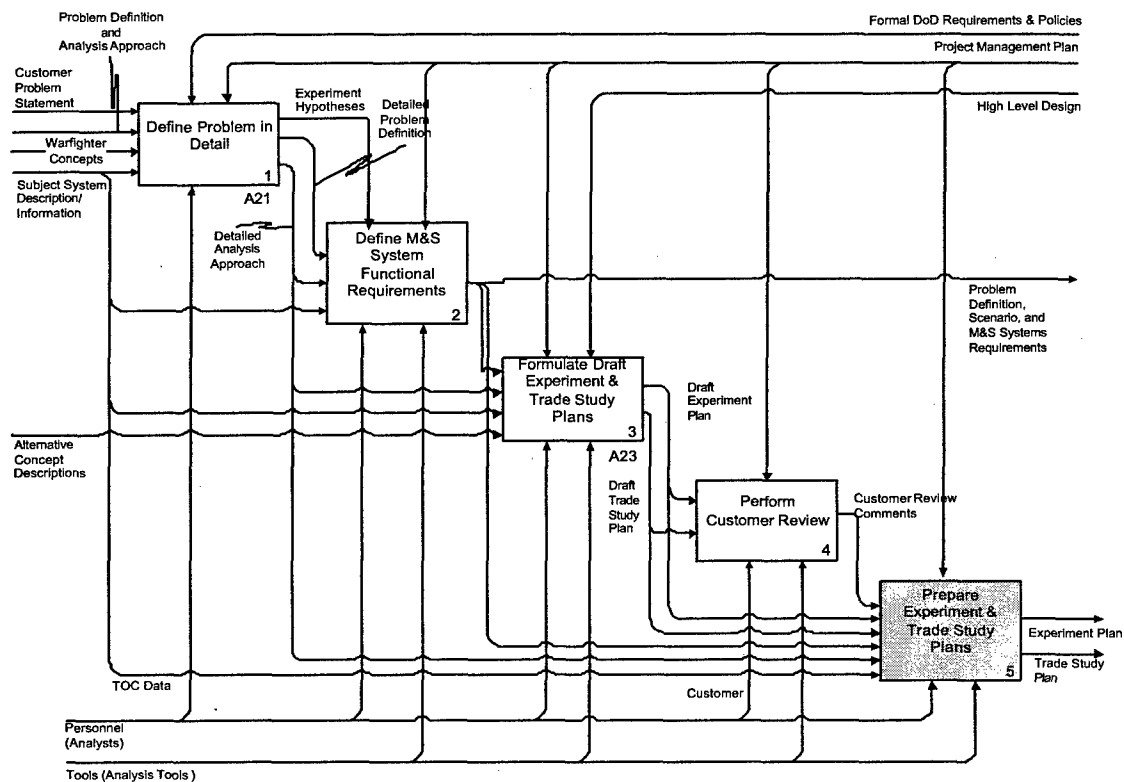 Problem Definition
and
Analysis Approach
Formal DoD Requirements & Policies
Project Management Plan
Customer
Problem
Statement
Experiment
Hypotheses
Detailed
Problem
Definition
High Level Design
Define Problem in
Detail
1
A21
Warfighter
Concepts
Subject System
Description/
Information
Detailed
Analysis
Approach
Define M&S
System
Functional
Requirements
2
Problem
Definition,
Scenario, and
M&S Systems
Requirements
Formulate Draft
Experiment &
Trade Study
Plans
3
A23
Draft
Experiment
Plan
Alternative
Concept
Descriptions
Draft
Trade
Study
Plan
Perform
Customer Review
4
Customer Review
Comments
Prepare
Experiment &
Trade Study
Plans
5
Experiment Plan
Trade Study
Plan
TOC Data
Customer
Personnel
(Analysts)
Tools (Analysis Tools )